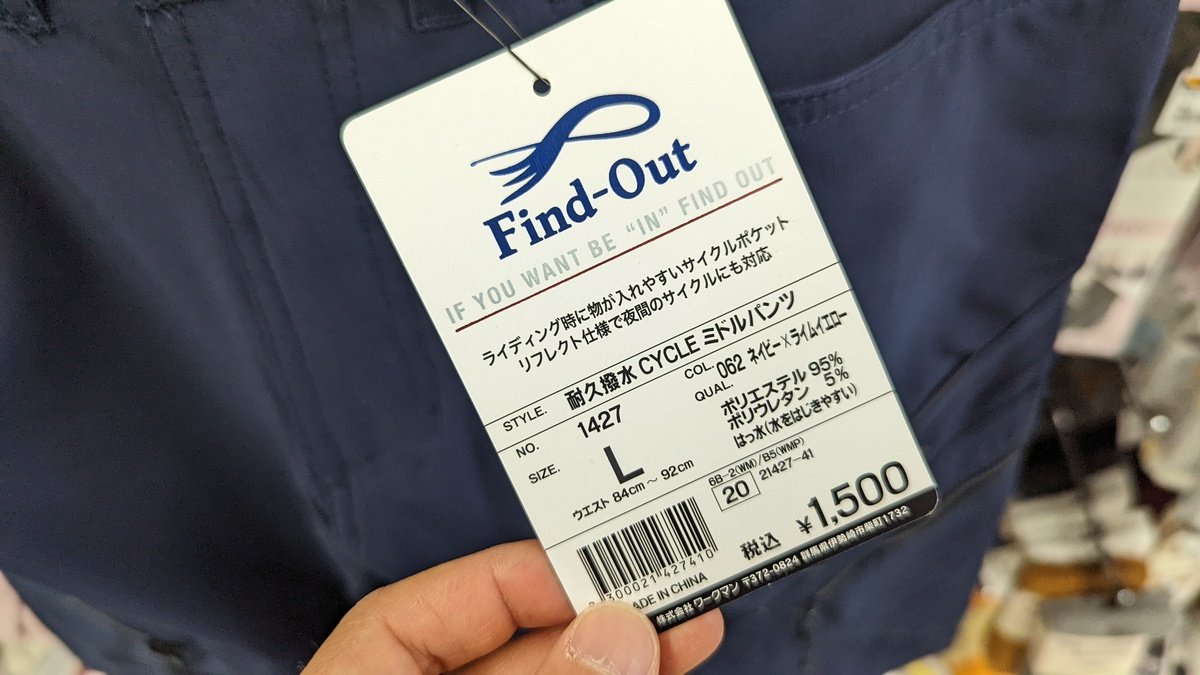 Find-Out
IF YOU WANT BE "IN" FIND OUT
ライディング時に物が入れやすいサイクルポケット
リフレクト仕様で夜間のサイクルにも対応
STYLE. 耐久撥水 CYCLE ミドルパンツ
NO. 1427
COL. 062 ネイビー×ライムイエロー
QUAL. ポリエステル 95%
ポリウレタン 5%
はっ水(水をはじきやすい)
SIZE. L
ウエスト 84cm～92cm
6B-2(WM)/B5(WMP)
20 21427-41
税込 ¥1,500
300021 427410
ADE IN CHINA
株式会社 ワークマン 〒372-0824 群馬県伊勢崎市柴町1732